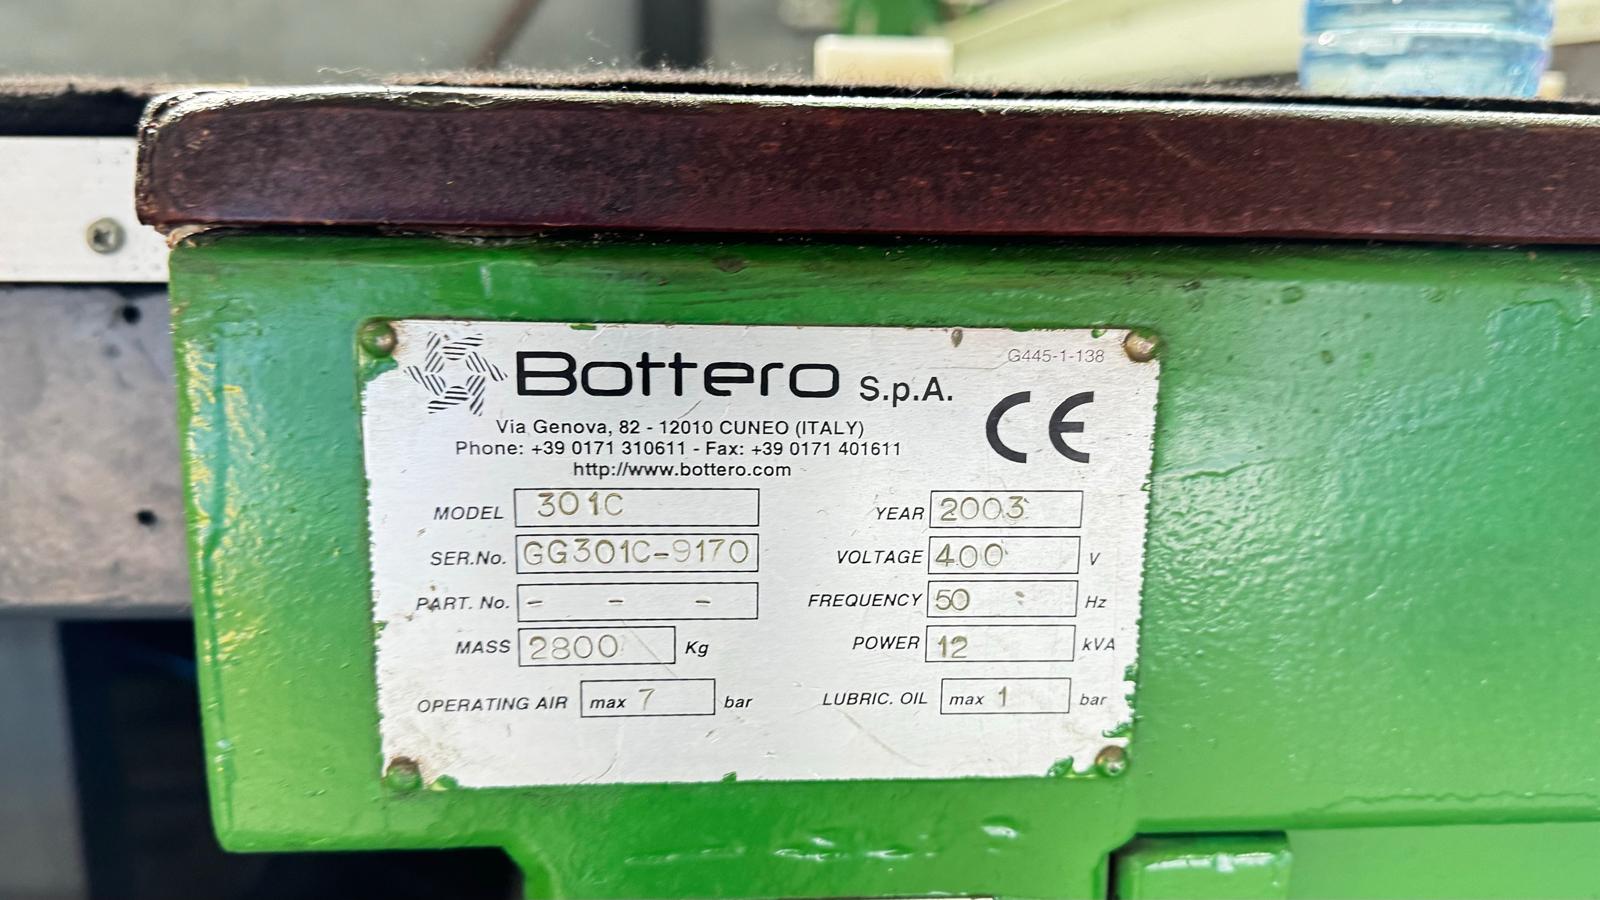 Bottero S.p.A.
G445-1-138
CE
Via Genova, 82 - 12010 CUNEO (ITALY)
Phone: +39 0171 310611 - Fax: +39 0171 401611
http://www.bottero.com
MODEL 301C
YEAR 2003
SER.No. GG301C-9170
VOLTAGE 400 V
PART. No. - - -
FREQUENCY 50 Hz
MASS 2800 Kg
POWER 12 kVA
OPERATING AIR max 7 bar
LUBRIC. OIL max 1 bar